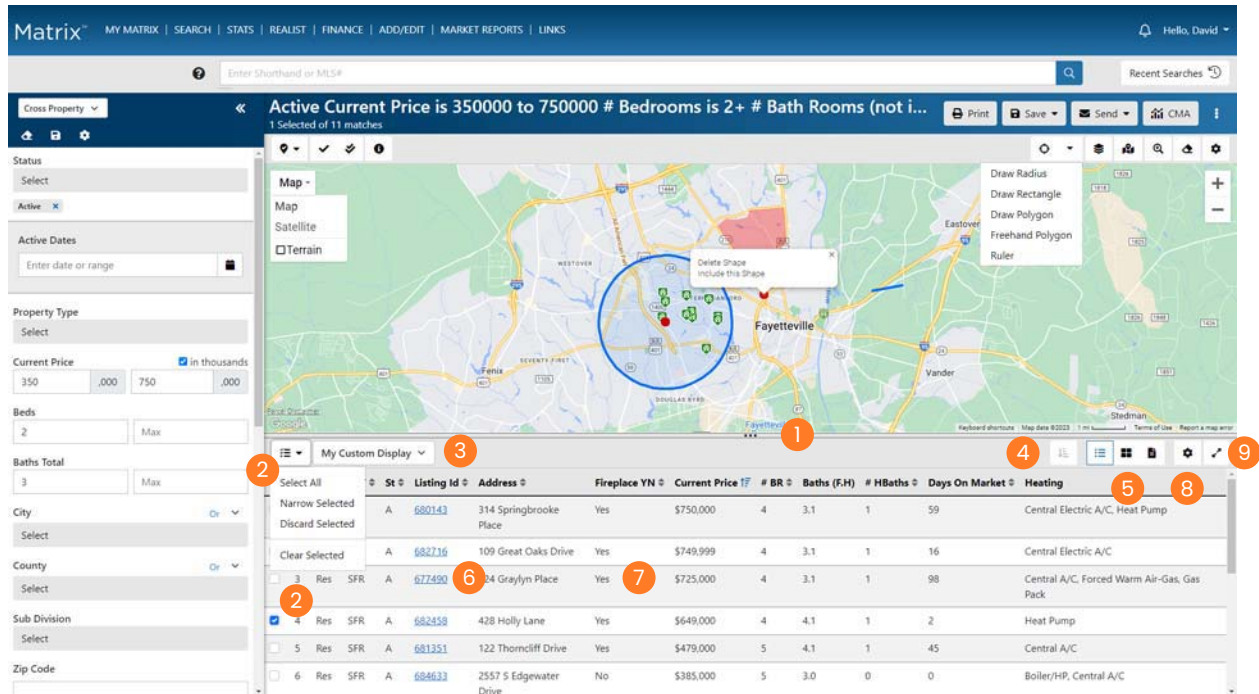 Matrix™ MY MATRIX | SEARCH | STATS | REALIST | FINANCE | ADD/EDIT | MARKET REPORTS | LINKS Hello, David
Enter Shorthand or MLS# Recent Searches
Cross Property
Active Current Price is 350000 to 750000 # Bedrooms is 2+ # Bath Rooms (not i...
1 Selected of 11 matches
Print Save Send CMA
Status
Select
Active ×
Active Dates
Enter date or range
Property Type
Select
Current Price in thousands
350 ,000 750 ,000
Beds
2 Max
Baths Total
3 Max
City Or
Select
County Or
Select
Sub Division
Select
Zip Code
Map
Map
Satellite
Terrain
Draw Radius
Draw Rectangle
Draw Polygon
Freehand Polygon
Ruler
Eastover
WESTOVER
Delete Shape
Include this Shape
Fayetteville
SEVENTY-FIRST
Fenix
Vander
DOUGLAS BYRD
Stedman
Google
Keyboard shortcuts Map data ©2023 1 mi Terms of Use Report a map error
1
2 My Custom Display 3 4 5 8 9
Select All
Narrow Selected
Discard Selected
Clear Selected
St Listing Id Address Fireplace YN Current Price # BR Baths (F.H) # HBaths Days On Market Heating
A 680143 314 Springbrooke Place Yes $750,000 4 3.1 1 59 Central Electric A/C, Heat Pump
A 682716 109 Great Oaks Drive Yes $749,999 4 3.1 1 16 Central Electric A/C
3 Res SFR A 677490 6 24 Graylyn Place Yes 7 $725,000 4 3.1 1 98 Central A/C, Forced Warm Air-Gas, Gas Pack
2
4 Res SFR A 682458 428 Holly Lane Yes $649,000 4 4.1 1 2 Heat Pump
5 Res SFR A 681351 122 Thorncliff Drive Yes $479,000 5 4.1 1 45 Central A/C
6 Res SFR A 684633 2557 S Edgewater Drive No $385,000 5 3.0 0 0 Boiler/HP, Central A/C